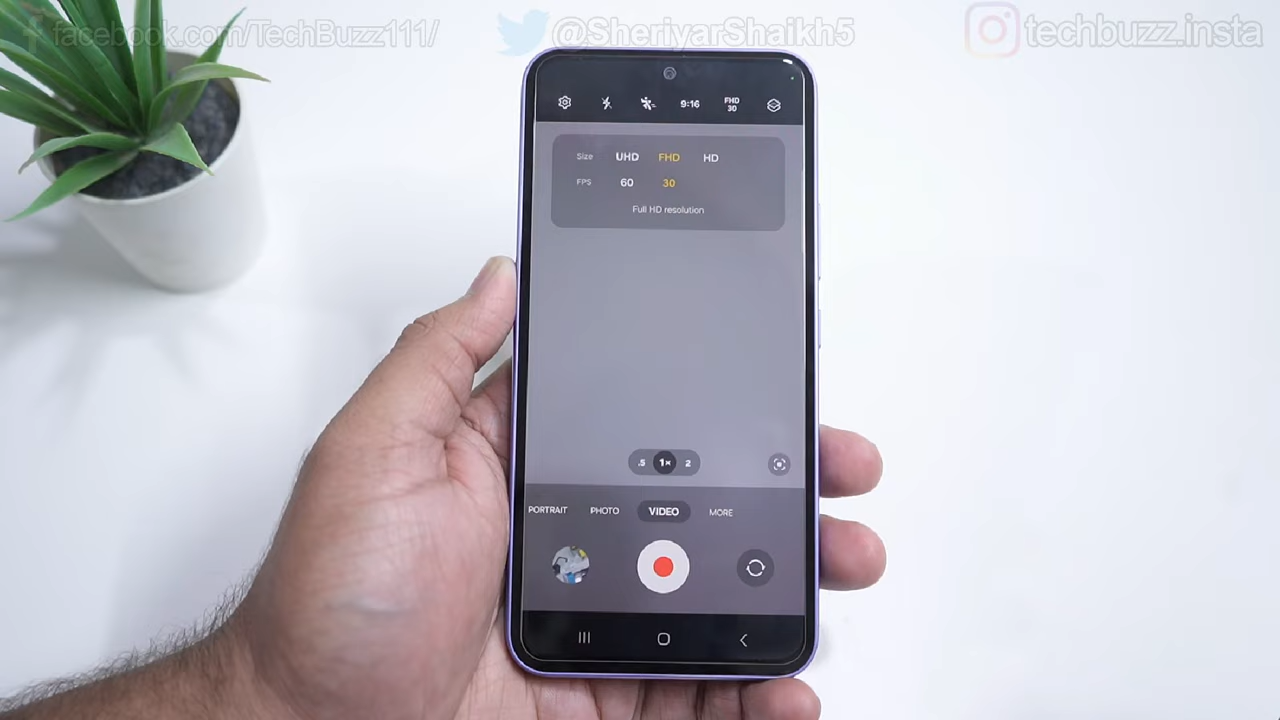 facebook.com/TechBuzz111/
@SheriyarShaikh5
techbuzz.insta
9:16
FHD
30
Size UHD FHD HD
FPS 60 30
Full HD resolution
.5 1× 2
PORTRAIT PHOTO VIDEO MORE